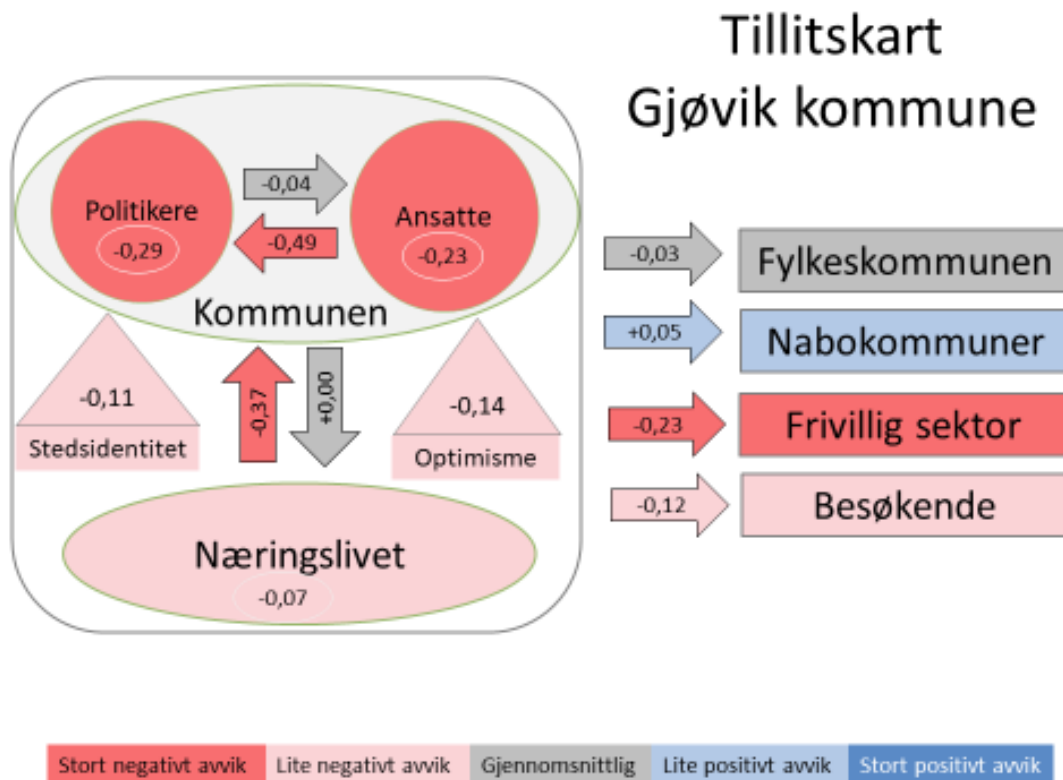 Tillitskart
Gjøvik kommune
Politikere
-0,29
-0,04
-0,49
Ansatte
-0,23
Kommunen
-0,11
Stedsidentitet
-0,37
+0,00
-0,14
Optimisme
Næringslivet
-0,07
-0,03
Fylkeskommunen
+0,05
Nabokommuner
-0,23
Frivillig sektor
-0,12
Besøkende
Stort negativt avvik
Lite negativt avvik
Gjennomsnittlig
Lite positivt avvik
Stort positivt avvik